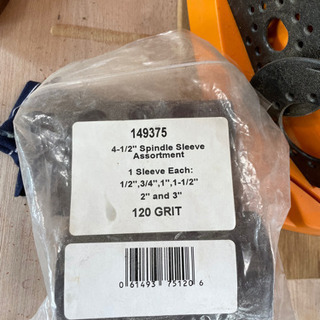 149375
4-1/2" Spindle Sleeve
Assortment
1 Sleeve Each:
1/2",3/4",1",1-1/2"
2" and 3"
120 GRIT
0 61493 75120 6